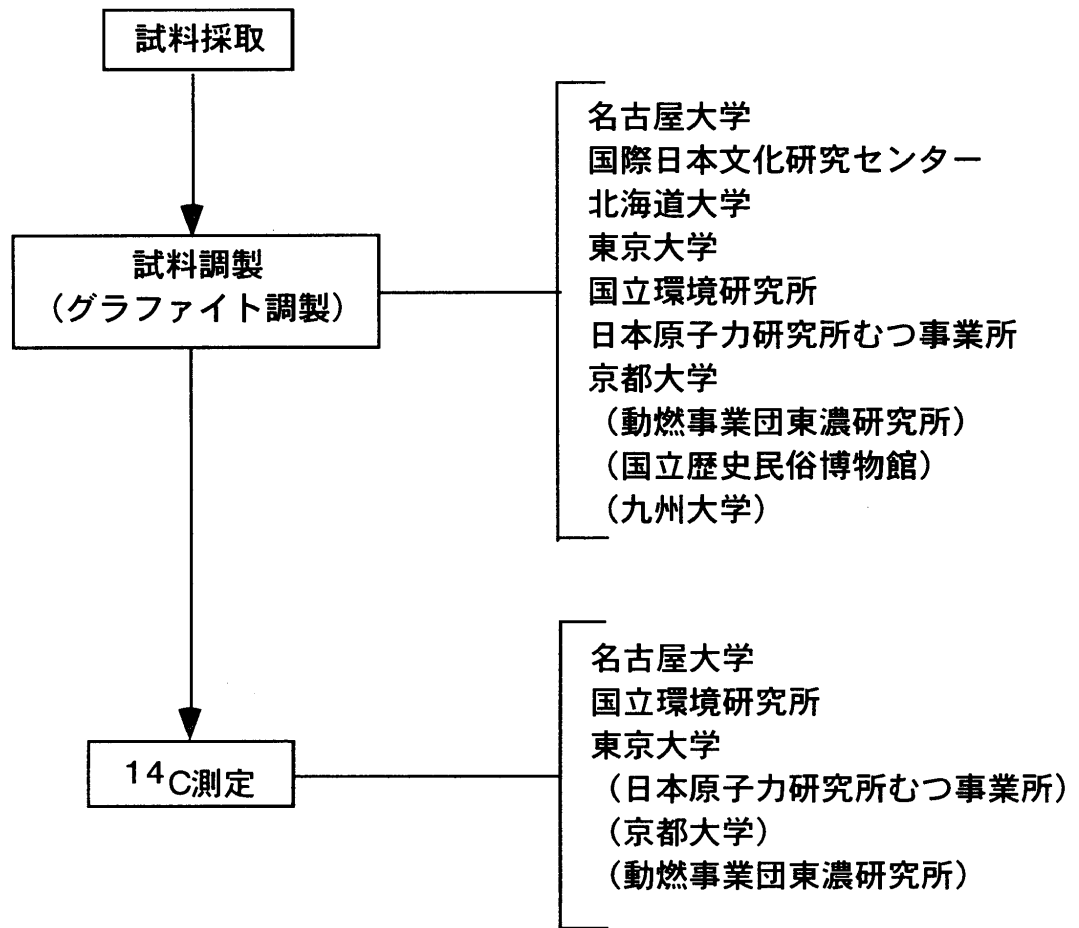 試料採取
試料調製
(グラファイト調製)
名古屋大学
国際日本文化研究センター
北海道大学
東京大学
国立環境研究所
日本原子力研究所むつ事業所
京都大学
(動燃事業団東濃研究所)
(国立歴史民俗博物館)
(九州大学)
14C測定
名古屋大学
国立環境研究所
東京大学
(日本原子力研究所むつ事業所)
(京都大学)
(動燃事業団東濃研究所)